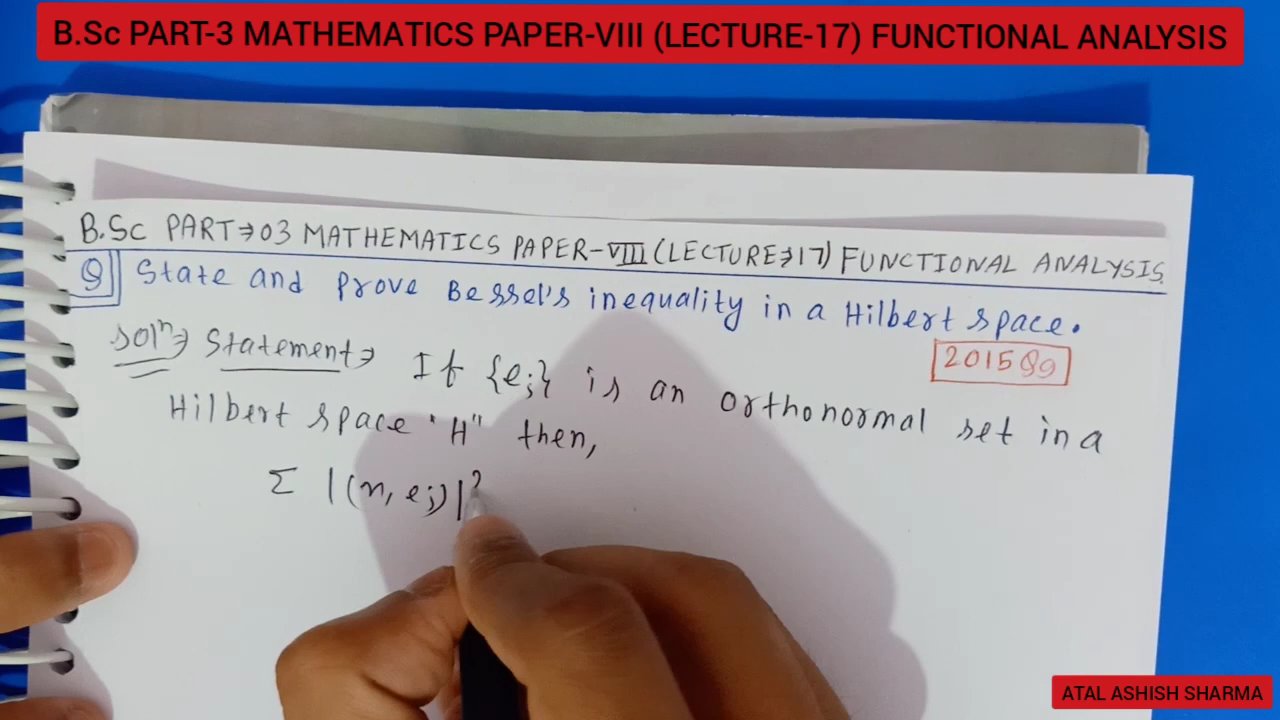 B.Sc PART-3 MATHEMATICS PAPER-VIII (LECTURE-17) FUNCTIONAL ANALYSIS
B.Sc PART⇒03 MATHEMATICS PAPER-VIII (LECTURE⇒17) FUNCTIONAL ANALYSIS.
Q State and prove Bessel's inequality in a Hilbert space.
2015 Q9
Solⁿ⇒ Statement⇒ If {ei} is an orthonormal set in a
Hilbert space "H" then,
Σ |(x, ei)|²
ATAL ASHISH SHARMA